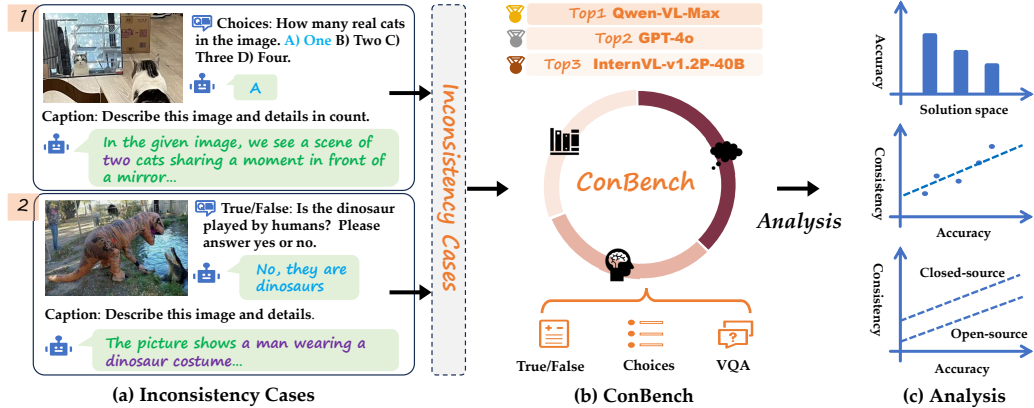 1
Choices: How many real cats
in the image. A) One B) Two C)
Three D) Four.
A
Caption: Describe this image and details in count.
In the given image, we see a scene of
two cats sharing a moment in front of
a mirror...
2
True/False: Is the dinosaur
played by humans? Please
answer yes or no.
No, they are
dinosaurs
Caption: Describe this image and details.
The picture shows a man wearing a
dinosaur costume...
(a) Inconsistency Cases
Inconsistency Cases
Top1 Qwen-VL-Max
Top2 GPT-4o
Top3 InternVL-v1.2P-40B
ConBench
True/False
Choices
VQA
(b) ConBench
Analysis
Accuracy
Solution space
Consistency
Accuracy
Consistency
Closed-source
Open-source
Accuracy
(c) Analysis